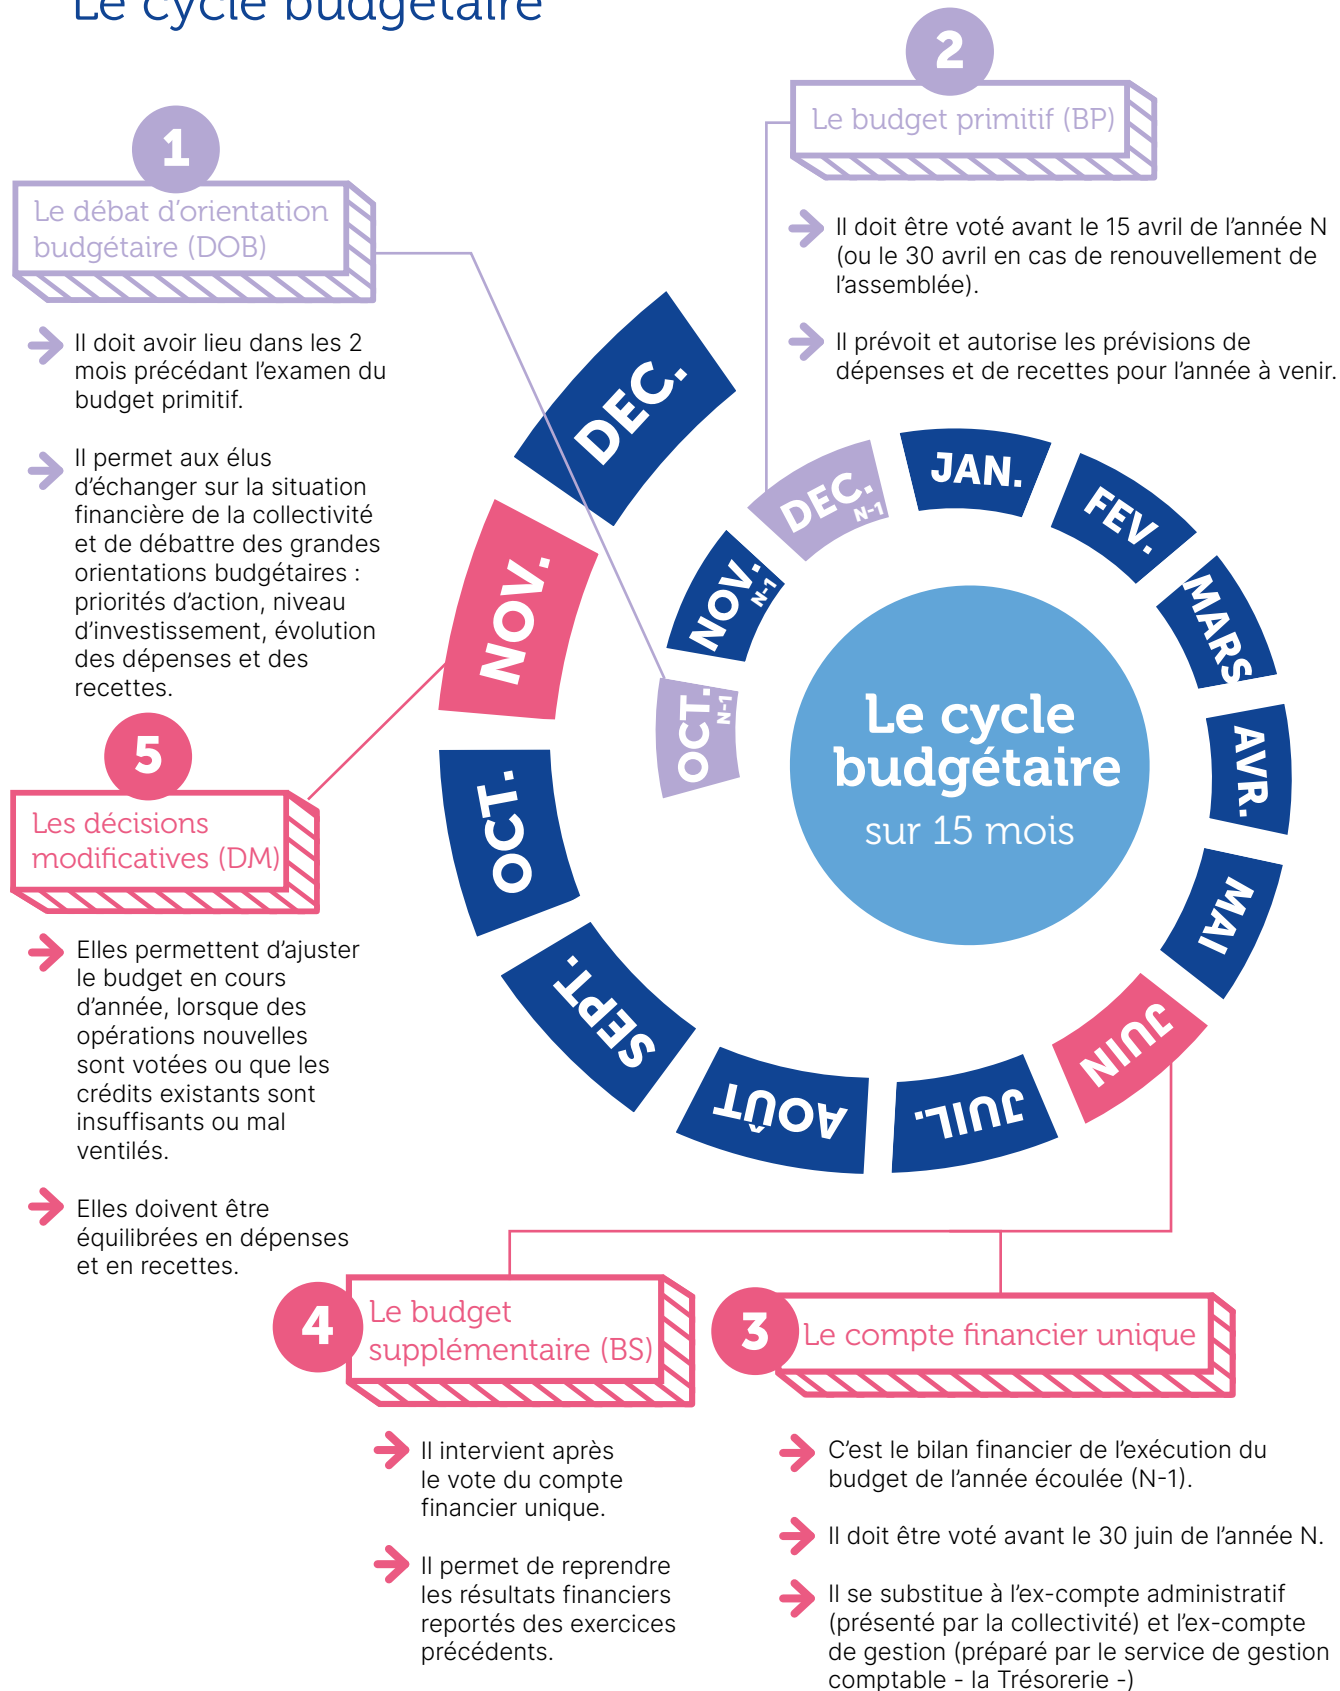 Le cycle budgétaire
1
Le débat d’orientation
budgétaire (DOB)
Il doit avoir lieu dans les 2
mois précédant l’examen du
budget primitif.
Il permet aux élus
d’échanger sur la situation
financière de la collectivité
et de débattre des grandes
orientations budgétaires :
priorités d’action, niveau
d’investissement, évolution
des dépenses et des
recettes.
2
Le budget primitif (BP)
Il doit être voté avant le 15 avril de l’année N
(ou le 30 avril en cas de renouvellement de
l’assemblée).
Il prévoit et autorise les prévisions de
dépenses et de recettes pour l’année à venir.
OCT.
N-1
NOV.
N-1
DEC.
N-1
JAN.
FEV.
MARS
AVR.
MAI
JUIN
JUIL.
AOÛT
SEPT.
OCT.
NOV.
DEC.
Le cycle
budgétaire
sur 15 mois
5
Les décisions
modificatives (DM)
Elles permettent d’ajuster
le budget en cours
d’année, lorsque des
opérations nouvelles
sont votées ou que les
crédits existants sont
insuffisants ou mal
ventilés.
Elles doivent être
équilibrées en dépenses
et en recettes.
4
Le budget
supplémentaire (BS)
Il intervient après
le vote du compte
financier unique.
Il permet de reprendre
les résultats financiers
reportés des exercices
précédents.
3
Le compte financier unique
C’est le bilan financier de l’exécution du
budget de l’année écoulée (N-1).
Il doit être voté avant le 30 juin de l’année N.
Il se substitue à l’ex-compte administratif
(présenté par la collectivité) et l’ex-compte
de gestion (préparé par le service de gestion
comptable - la Trésorerie -)